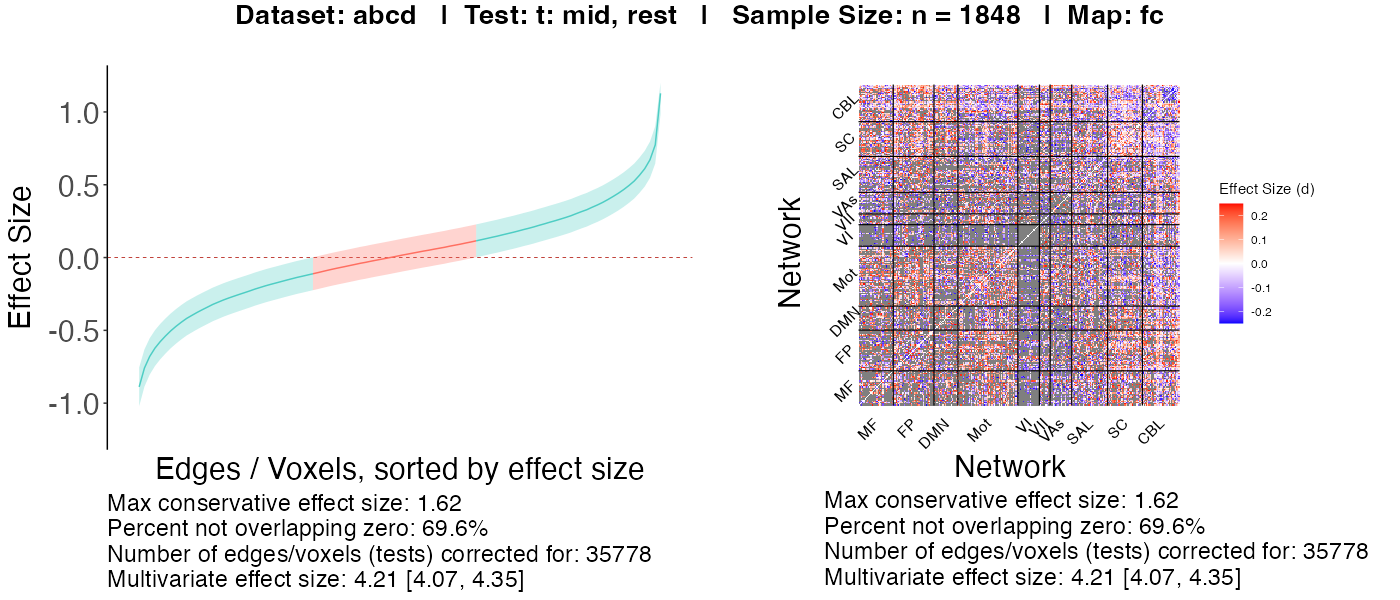 Dataset: abcd | Test: t: mid, rest | Sample Size: n = 1848 | Map: fc
Effect Size
1.0
0.5
0.0
-0.5
-1.0
Edges / Voxels, sorted by effect size
Max conservative effect size: 1.62
Percent not overlapping zero: 69.6%
Number of edges/voxels (tests) corrected for: 35778
Multivariate effect size: 4.21 [4.07, 4.35]
Network
CBL
SC
SAL
VAs
VII
VI
Mot
DMN
FP
MF
MF
FP
DMN
Mot
VI
VII
VAs
SAL
SC
CBL
Network
Effect Size (d)
0.2
0.1
0.0
-0.1
-0.2
Max conservative effect size: 1.62
Percent not overlapping zero: 69.6%
Number of edges/voxels (tests) corrected for: 35778
Multivariate effect size: 4.21 [4.07, 4.35]